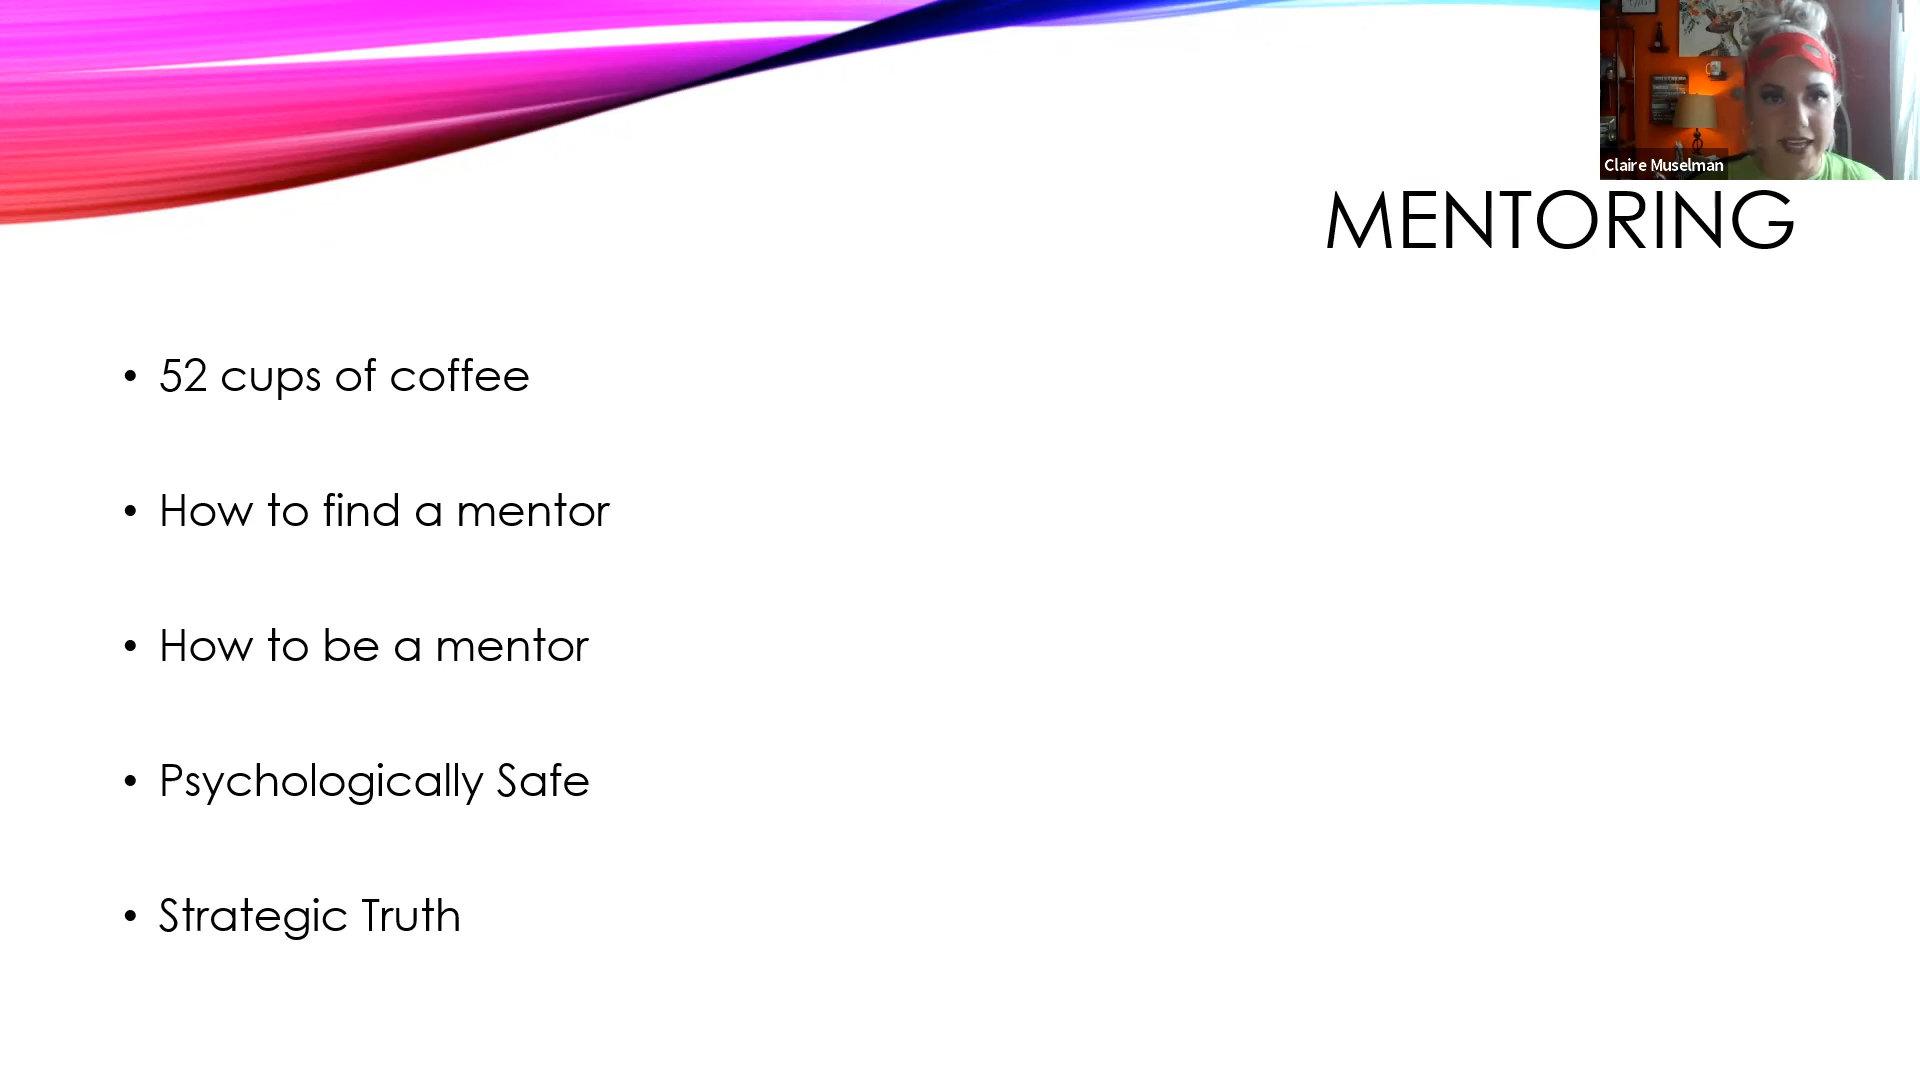 Claire Muselman
MENTORING
• 52 cups of coffee
• How to find a mentor
• How to be a mentor
• Psychologically Safe
• Strategic Truth